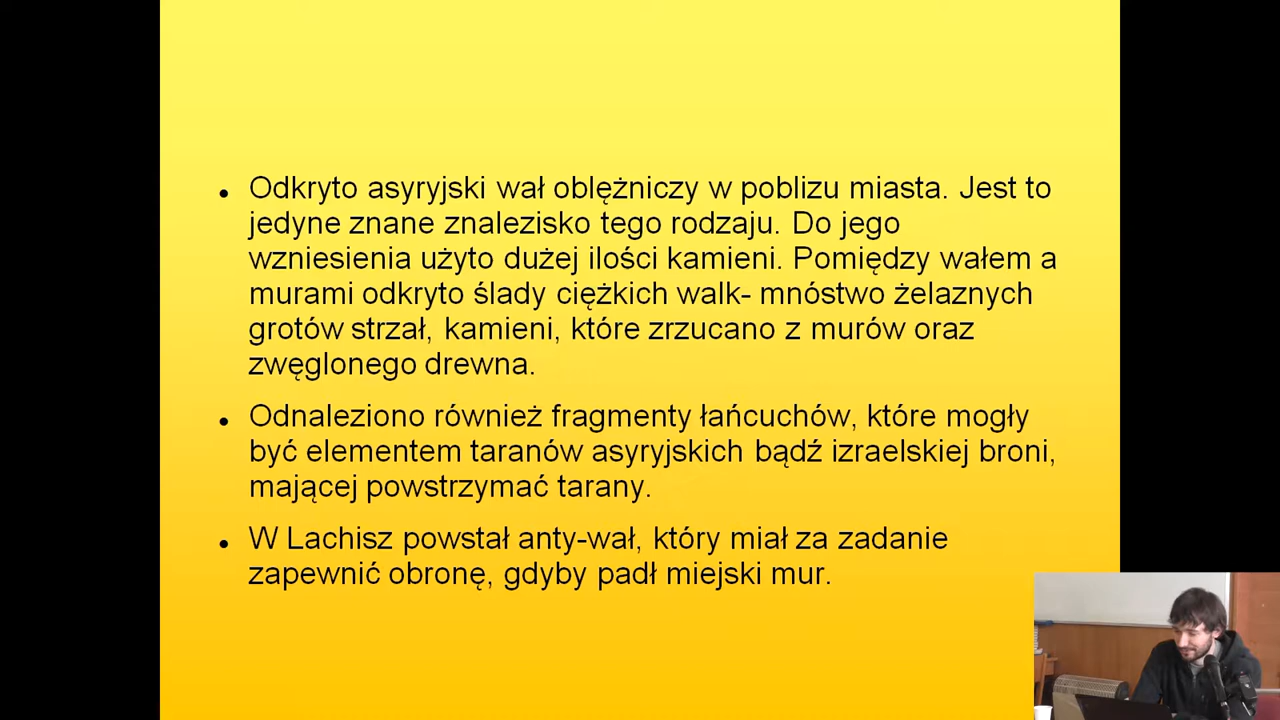 Odkryto asyryjski wał oblężniczy w poblizu miasta. Jest to
jedyne znane znalezisko tego rodzaju. Do jego
wzniesienia użyto dużej ilości kamieni. Pomiędzy wałem a
murami odkryto ślady ciężkich walk- mnóstwo żelaznych
grotów strzał, kamieni, które zrzucano z murów oraz
zwęglonego drewna.
Odnaleziono również fragmenty łańcuchów, które mogły
być elementem taranów asyryjskich bądź izraelskiej broni,
mającej powstrzymać tarany.
W Lachisz powstał anty-wał, który miał za zadanie
zapewnić obronę, gdyby padł miejski mur.